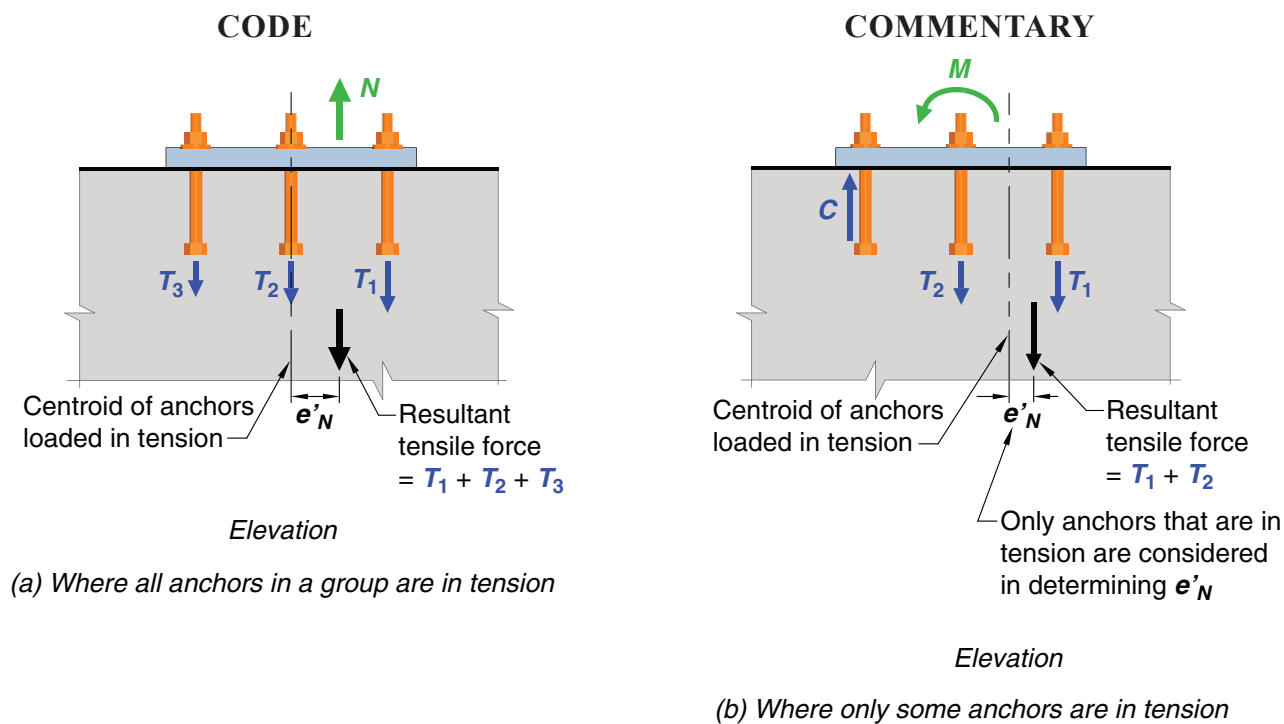 CODE
COMMENTARY
N
T3
T2
T1
Centroid of anchors
loaded in tension
e'N
Resultant
tensile force
= T1 + T2 + T3
Elevation
(a) Where all anchors in a group are in tension
M
C
T2
T1
Centroid of anchors
loaded in tension
e'N
Resultant
tensile force
= T1 + T2
Only anchors that are in
tension are considered
in determining e'N
Elevation
(b) Where only some anchors are in tension